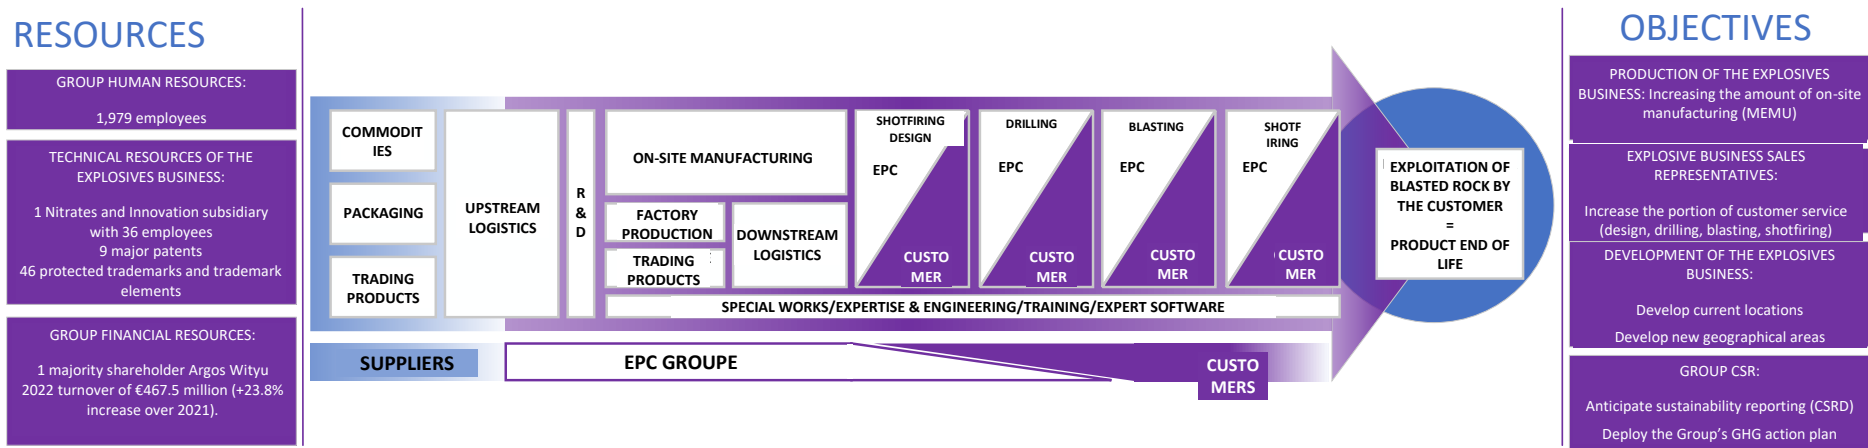 RESOURCES
GROUP HUMAN RESOURCES:
1,979 employees
TECHNICAL RESOURCES OF THE
EXPLOSIVES BUSINESS:
1 Nitrates and Innovation subsidiary
with 36 employees
9 major patents
46 protected trademarks and trademark
elements
GROUP FINANCIAL RESOURCES:
1 majority shareholder Argos Wityu
2022 turnover of €467.5 million (+23.8%
increase over 2021).
COMMODIT
IES
PACKAGING
TRADING
PRODUCTS
UPSTREAM
LOGISTICS
R
&
D
ON-SITE MANUFACTURING
FACTORY
PRODUCTION
TRADING
PRODUCTS
DOWNSTREAM
LOGISTICS
SHOTFIRING
DESIGN
EPC
CUSTO
MER
DRILLING
EPC
CUSTO
MER
BLASTING
EPC
CUSTO
MER
SHOTF
IRING
EPC
CUSTO
MER
SPECIAL WORKS/EXPERTISE & ENGINEERING/TRAINING/EXPERT SOFTWARE
SUPPLIERS
EPC GROUPE
CUSTO
MERS
EXPLOITATION OF
BLASTED ROCK BY
THE CUSTOMER
=
PRODUCT END OF
LIFE
OBJECTIVES
PRODUCTION OF THE EXPLOSIVES
BUSINESS: Increasing the amount of on-site
manufacturing (MEMU)
EXPLOSIVE BUSINESS SALES
REPRESENTATIVES:
Increase the portion of customer service
(design, drilling, blasting, shotfiring)
DEVELOPMENT OF THE EXPLOSIVES
BUSINESS:
Develop current locations
Develop new geographical areas
GROUP CSR:
Anticipate sustainability reporting (CSRD)
Deploy the Group's GHG action plan